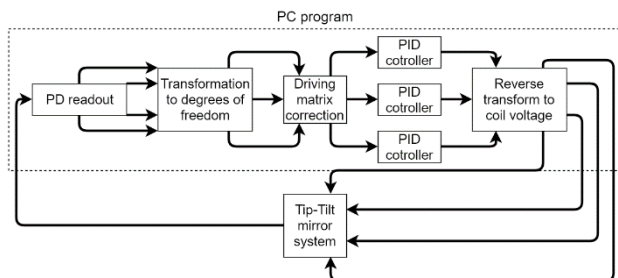 PC program
PD readout
Transformation
to degrees of
freedom
Driving
matrix
correction
PID
cotroller
PID
cotroller
PID
cotroller
Reverse
transform to
coil voltage
Tip-Tilt
mirror
system